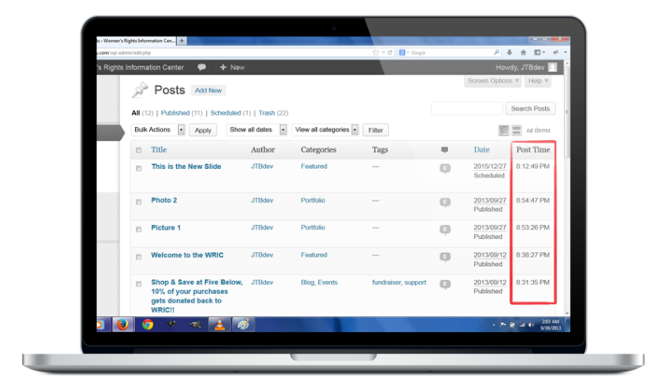 s - Women's Rights Information Cen...
.com/wp-admin/edit.php
Google
's Rights Information Center + New Howdy, JTBdev
Screen Options Help
Posts Add New
All (12) | Published (11) | Scheduled (1) | Trash (22) Search Posts
Bulk Actions Apply Show all dates View all categories Filter 12 items
Title Author Categories Tags Date Post Time
This is the New Slide JTBdev Featured — 0 2015/12/27 8:12:49 PM
Scheduled
Photo 2 JTBdev Portfolio — 0 2013/09/27 8:54:47 PM
Published
Picture 1 JTBdev Portfolio — 0 2013/09/27 8:53:26 PM
Published
Welcome to the WRIC JTBdev Featured — 0 2013/09/12 8:38:27 PM
Published
Shop & Save at Five Below, JTBdev Blog, Events fundraiser, support 0 2013/09/12 8:31:35 PM
10% of your purchases Published
gets donated back to
WRIC!!
2:03 AM
9/30/2013